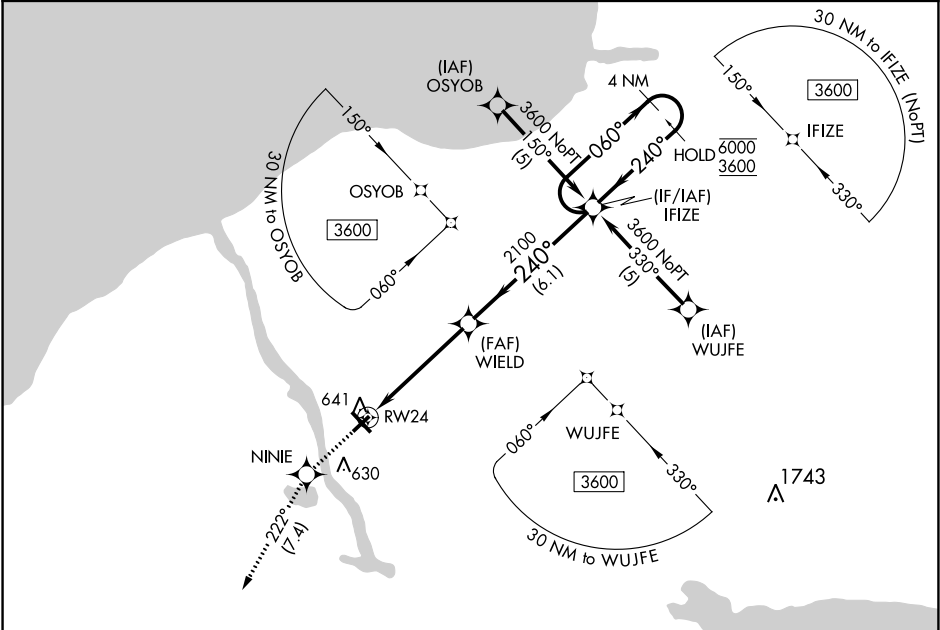 (IAF)
OSYOB
3600 NoPT
150°
(5)
4 NM
060°
240°
HOLD 6000
3600
(IF/IAF)
IFIZE
30 NM to IFIZE (NoPT)
150°
3600
IFIZE
330°
150°
OSYOB
30 NM to OSYOB
3600
060°
2100
240°
(6.1)
3600 NoPT
330°
(5)
(IAF)
WUJFE
(FAF)
WIELD
641
RW24
NINIE
630
222°
(7.4)
060°
WUJFE
3600
330°
30 NM to WUJFE
1743